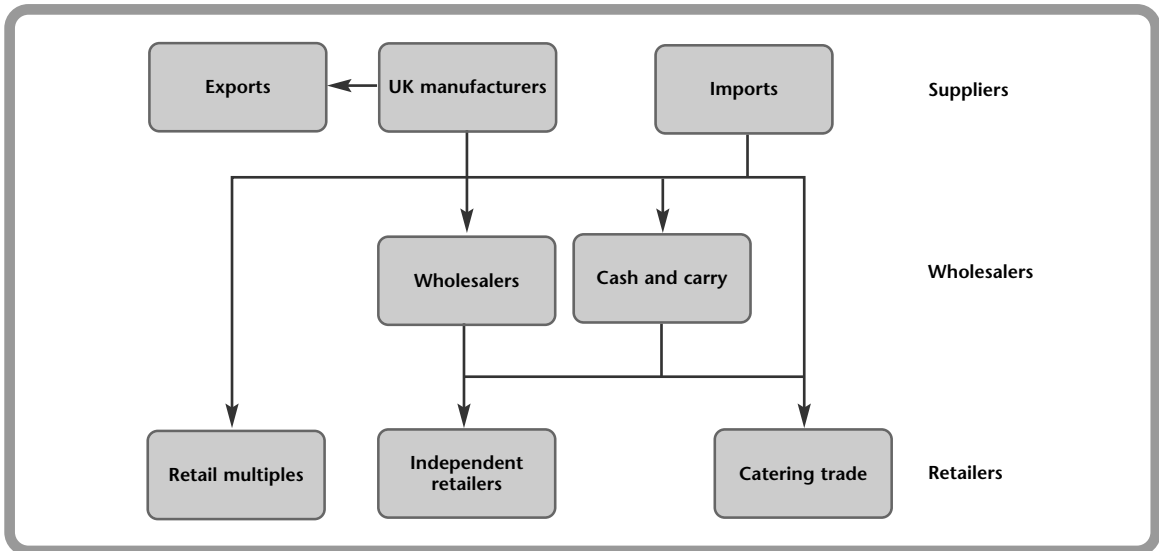 Exports
UK manufacturers
Imports
Suppliers
Wholesalers
Cash and carry
Wholesalers
Retail multiples
Independent
retailers
Catering trade
Retailers